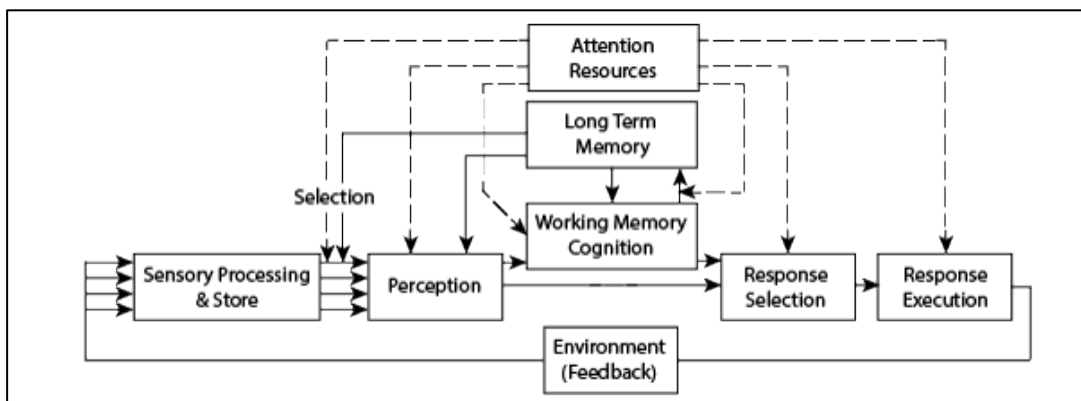 Attention
Resources
Long Term
Memory
Selection
Working Memory
Cognition
Sensory Processing
& Store
Perception
Response
Selection
Response
Execution
Environment
(Feedback)